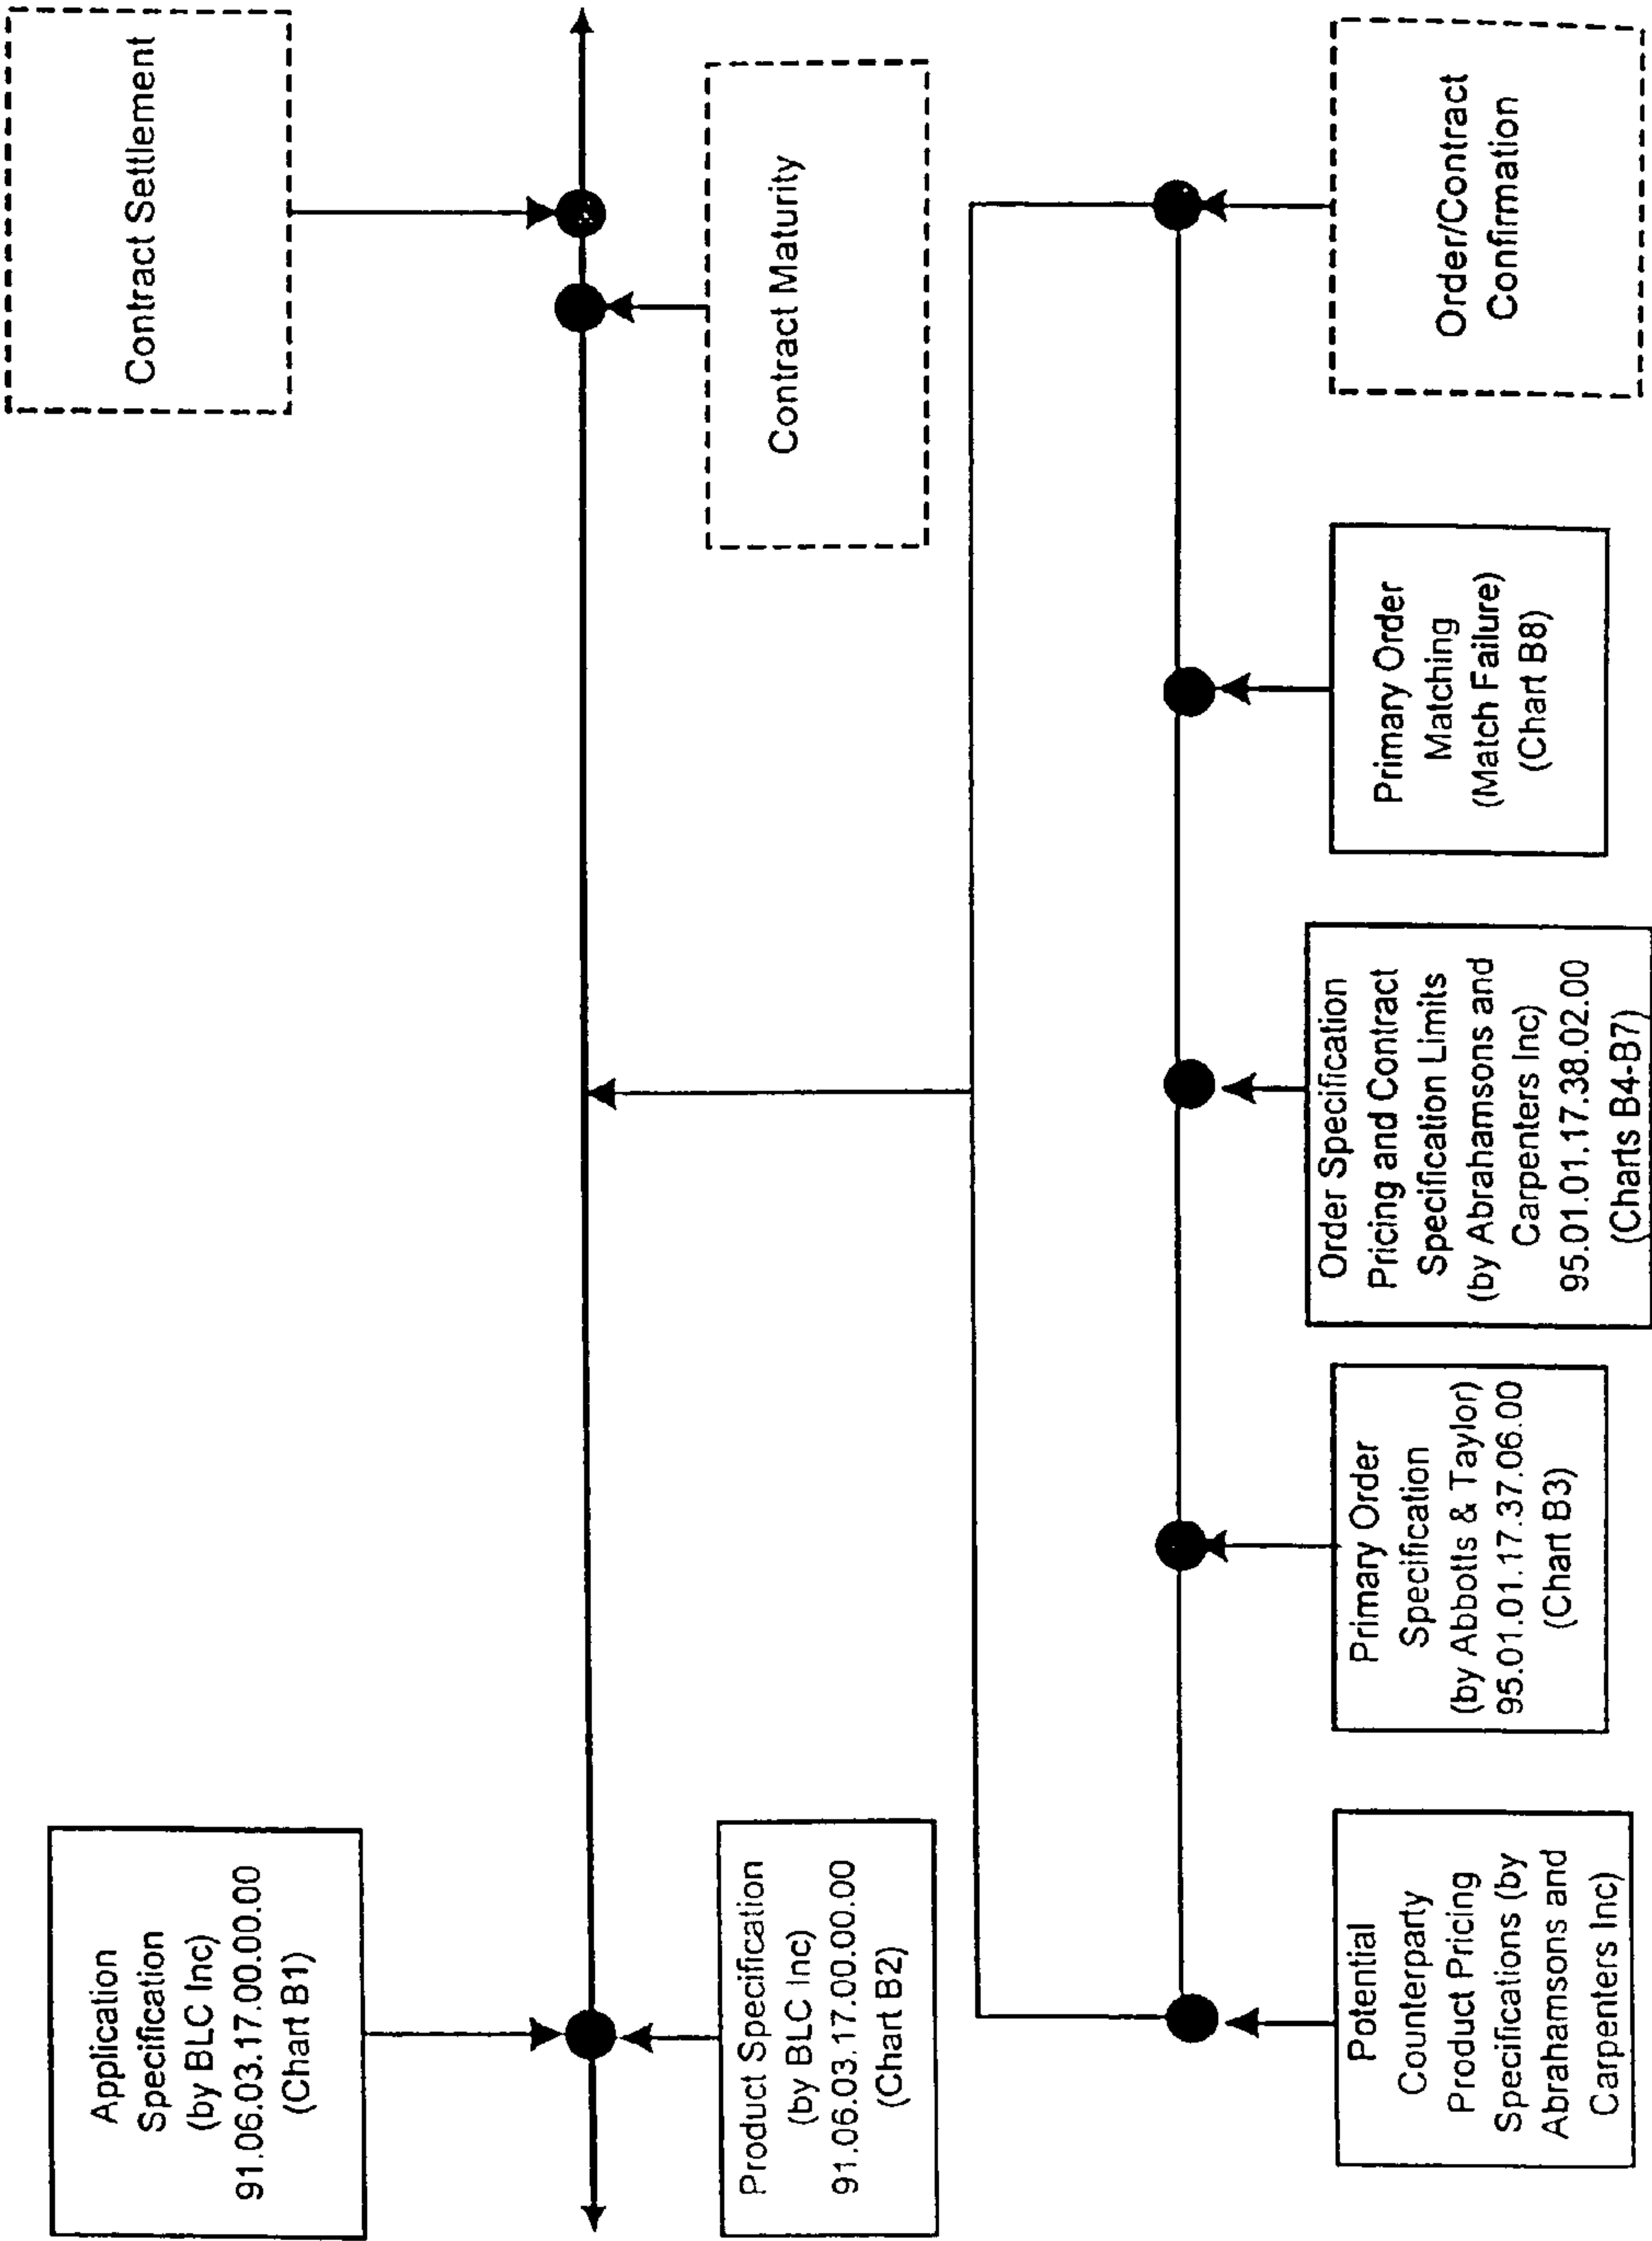 Application
Specification
(by BLC Inc)
91.06.03.17.00.00.00
(Chart B1)
Contract Settlement
Product Specification
(by BLC Inc)
91.06.03.17.00.00.00
(Chart B2)
Contract Maturity
Potential
Counterparty
Product Pricing
Specifications (by
Abrahamsons and
Carpenters Inc)
Primary Order
Specification
(by Abbotts & Taylor)
95.01.01.17.37.06.00
(Chart B3)
Order Specification
Pricing and Contract
Specification Limits
(by Abrahamsons and
Carpenters Inc)
95.01.01.17.38.02.00
(Charts B4-B7)
Primary Order
Matching
(Match Failure)
(Chart B8)
Order/Contract
Confirmation